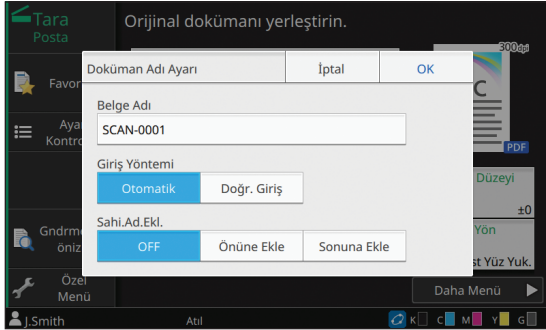 Tara
Posta
Orijinal dokümanı yerleştirin.
300dpi
Doküman Adı Ayarı
İptal
OK
Favor
Belge Adı
C
SCAN-0001
Aya
Kontro
PDF
Giriş Yöntemi
Otomatik
Doğr. Giriş
Düzeyi
±0
Sahi.Ad.Ekl.
Yön
Gndrme
öniz
OFF
Önüne Ekle
Sonuna Ekle
st Yüz Yuk.
Özel
Menü
Daha Menü
J.Smith
Atıl
K C M Y G